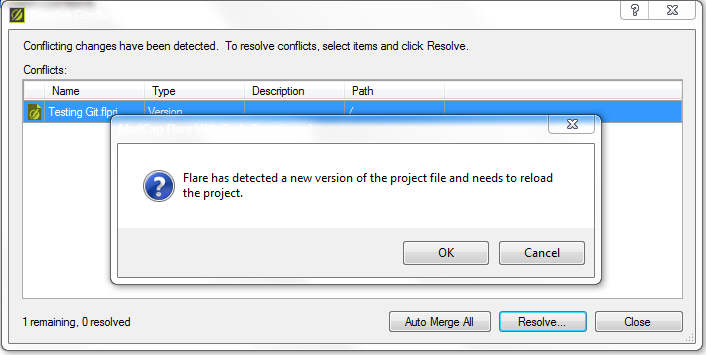 Resolve Conflicts
Conflicting changes have been detected. To resolve conflicts, select items and click Resolve.
Conflicts:
Name Type Description Path
Testing Git.flprj Version /
Flare has detected a new version of the project file and needs to reload
the project.
OK Cancel
1 remaining, 0 resolved
Auto Merge All Resolve... Close